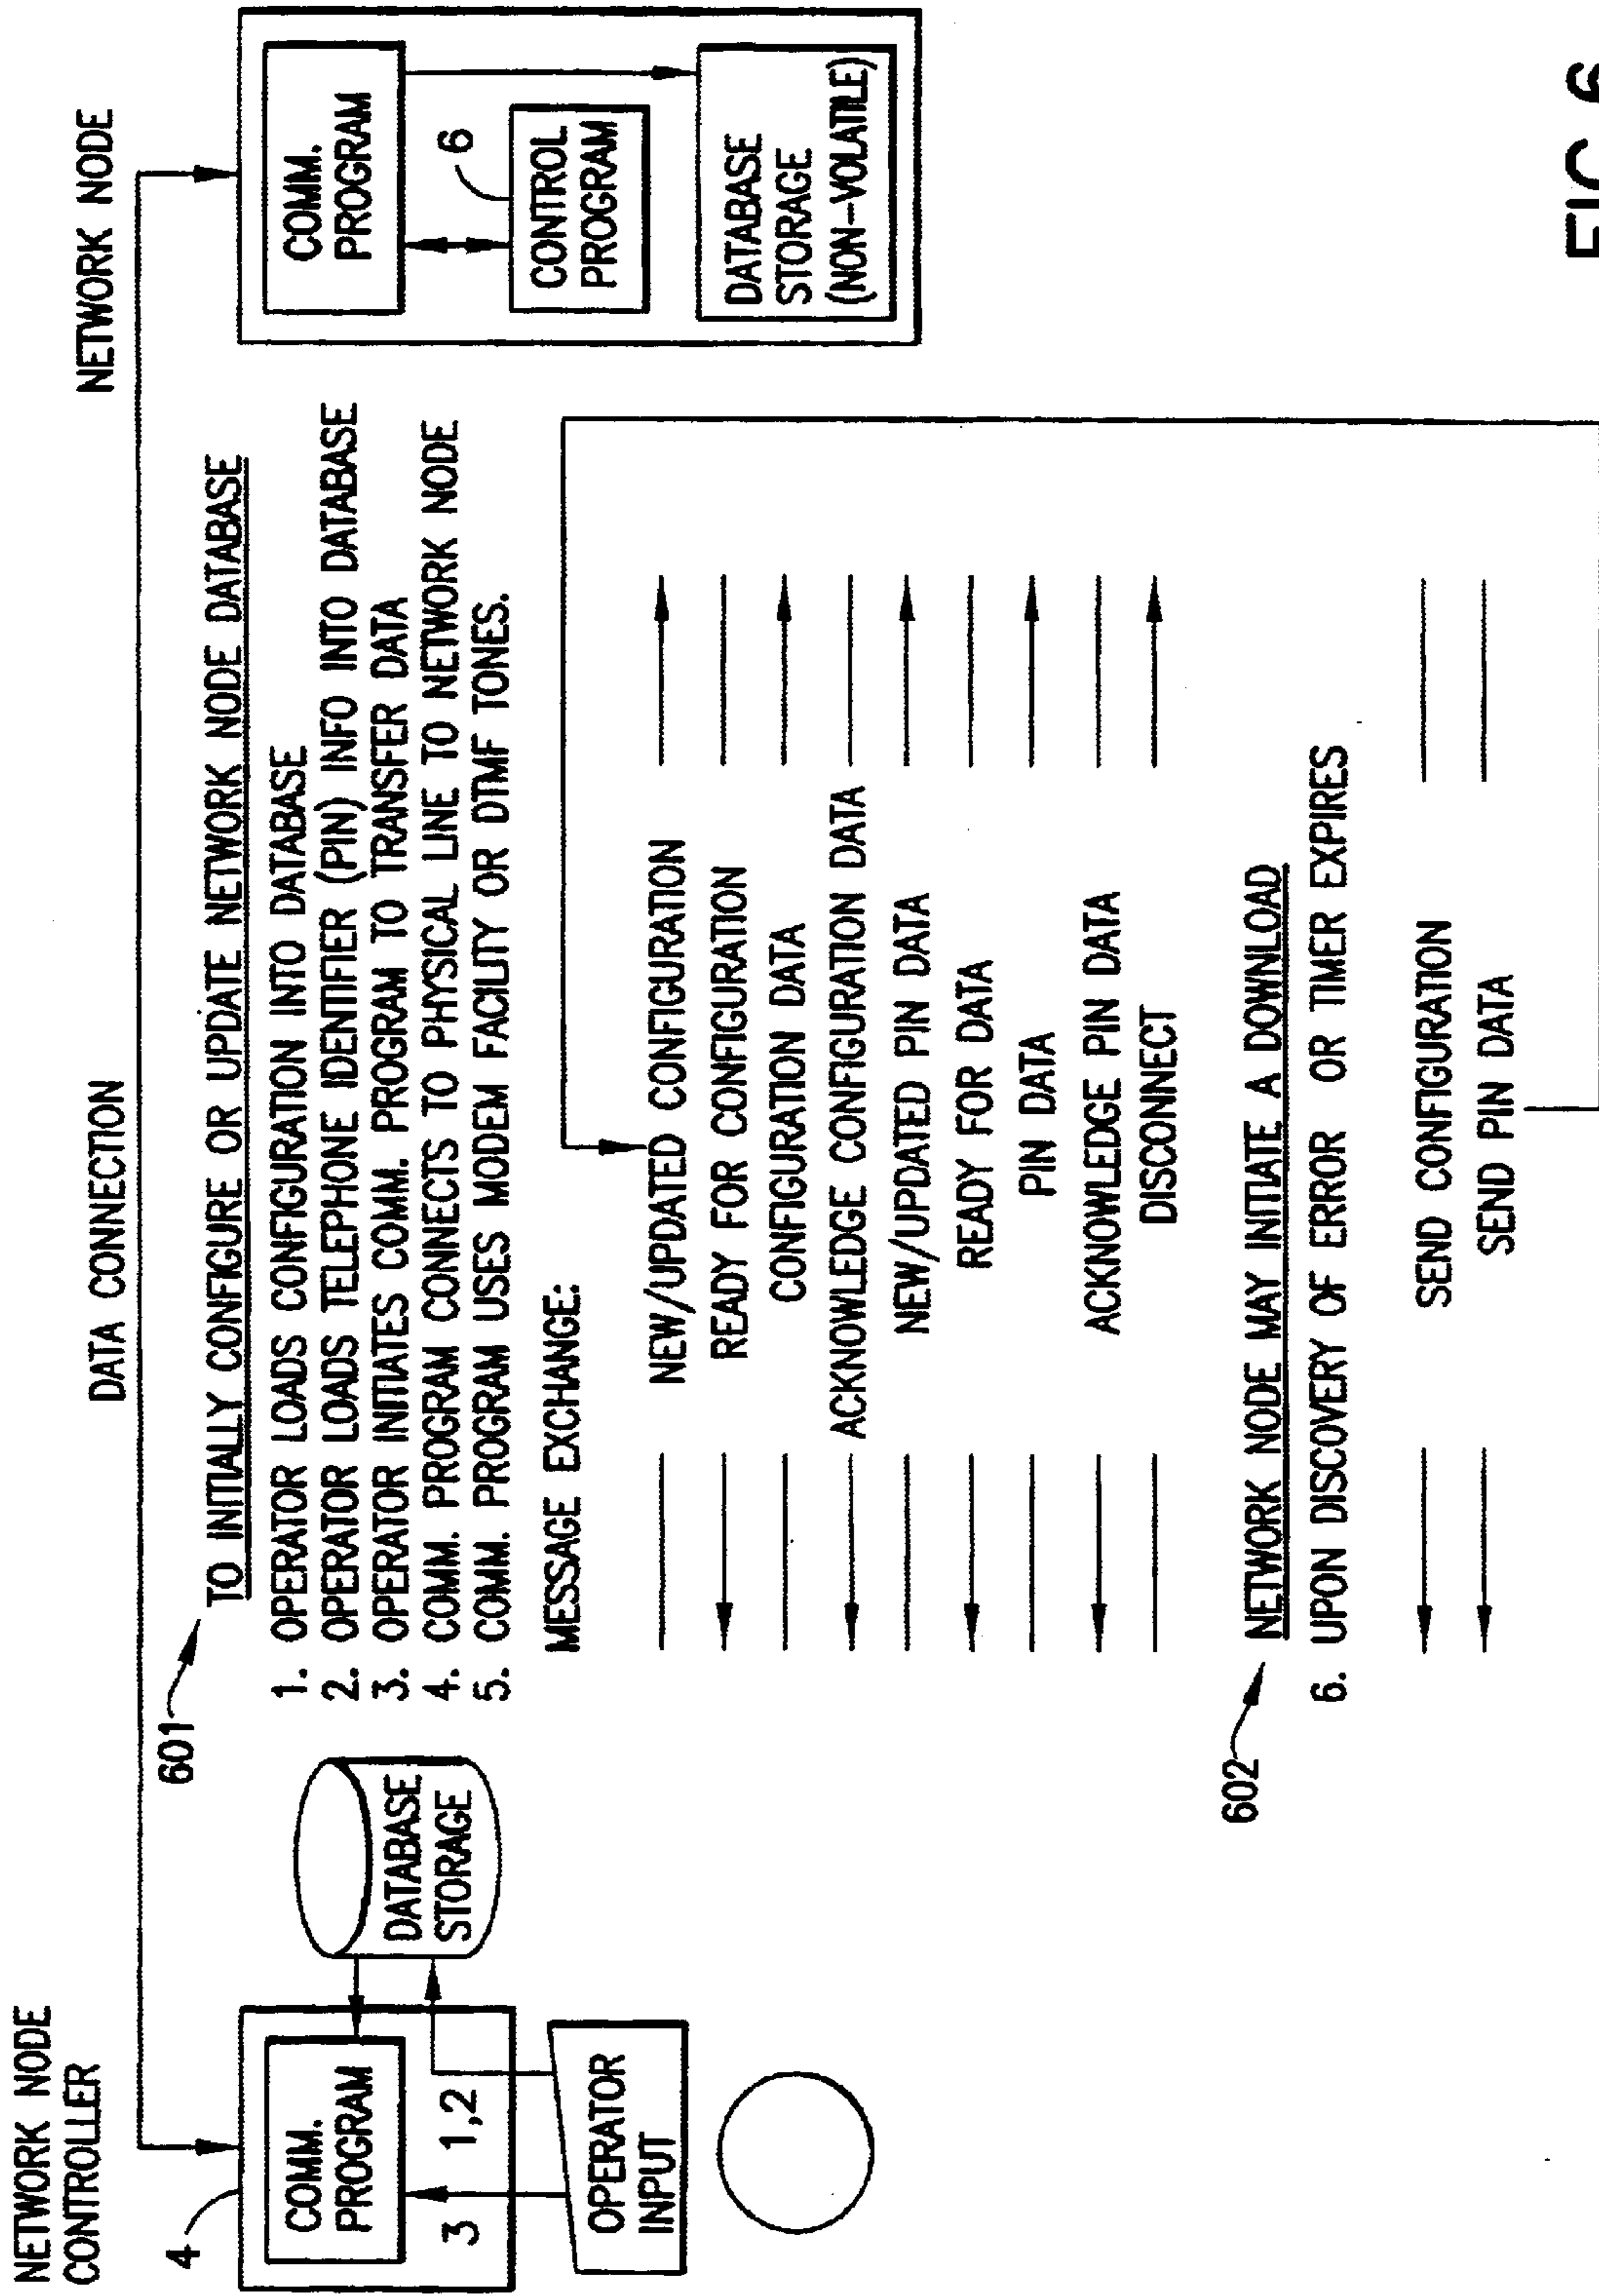 NETWORK NODE
CONTROLLER
DATA CONNECTION
NETWORK NODE
4
COMM.
PROGRAM
3
1,2
DATABASE
STORAGE
OPERATOR
INPUT
601
TO INITIALLY CONFIGURE OR UPDATE NETWORK NODE DATABASE
1. OPERATOR LOADS CONFIGURATION INTO DATABASE
2. OPERATOR LOADS TELEPHONE IDENTIFIER (PIN) INFO INTO DATABASE
3. OPERATOR INITIATES COMM. PROGRAM TO TRANSFER DATA
4. COMM. PROGRAM CONNECTS TO PHYSICAL LINE TO NETWORK NODE
5. COMM. PROGRAM USES MODEM FACILITY OR DTMF TONES.
MESSAGE EXCHANGE:
NEW/UPDATED CONFIGURATION
READY FOR CONFIGURATION
CONFIGURATION DATA
ACKNOWLEDGE CONFIGURATION DATA
NEW/UPDATED PIN DATA
READY FOR DATA
PIN DATA
ACKNOWLEDGE PIN DATA
DISCONNECT
602
NETWORK NODE MAY INITIATE A DOWNLOAD
6. UPON DISCOVERY OF ERROR OR TIMER EXPIRES
SEND CONFIGURATION
SEND PIN DATA
COMM.
PROGRAM
6
CONTROL
PROGRAM
DATABASE
STORAGE
(NON-VOLATILE)
FIG. 6